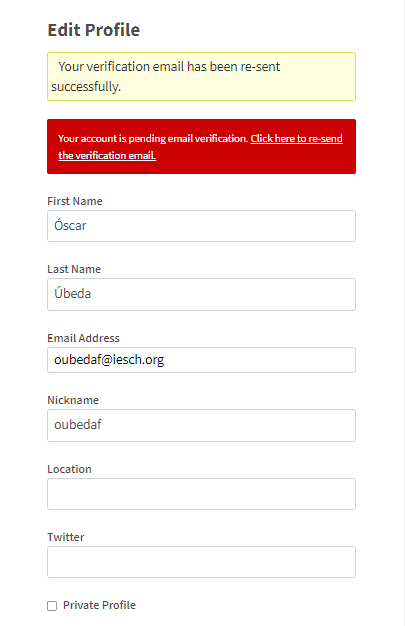 Edit Profile
Your verification email has been re-sent
successfully.
Your account is pending email verification. Click here to re-send
the verification email.
First Name
Óscar
Last Name
Úbeda
Email Address
oubedaf@iesch.org
Nickname
oubedaf
Location
Twitter
Private Profile